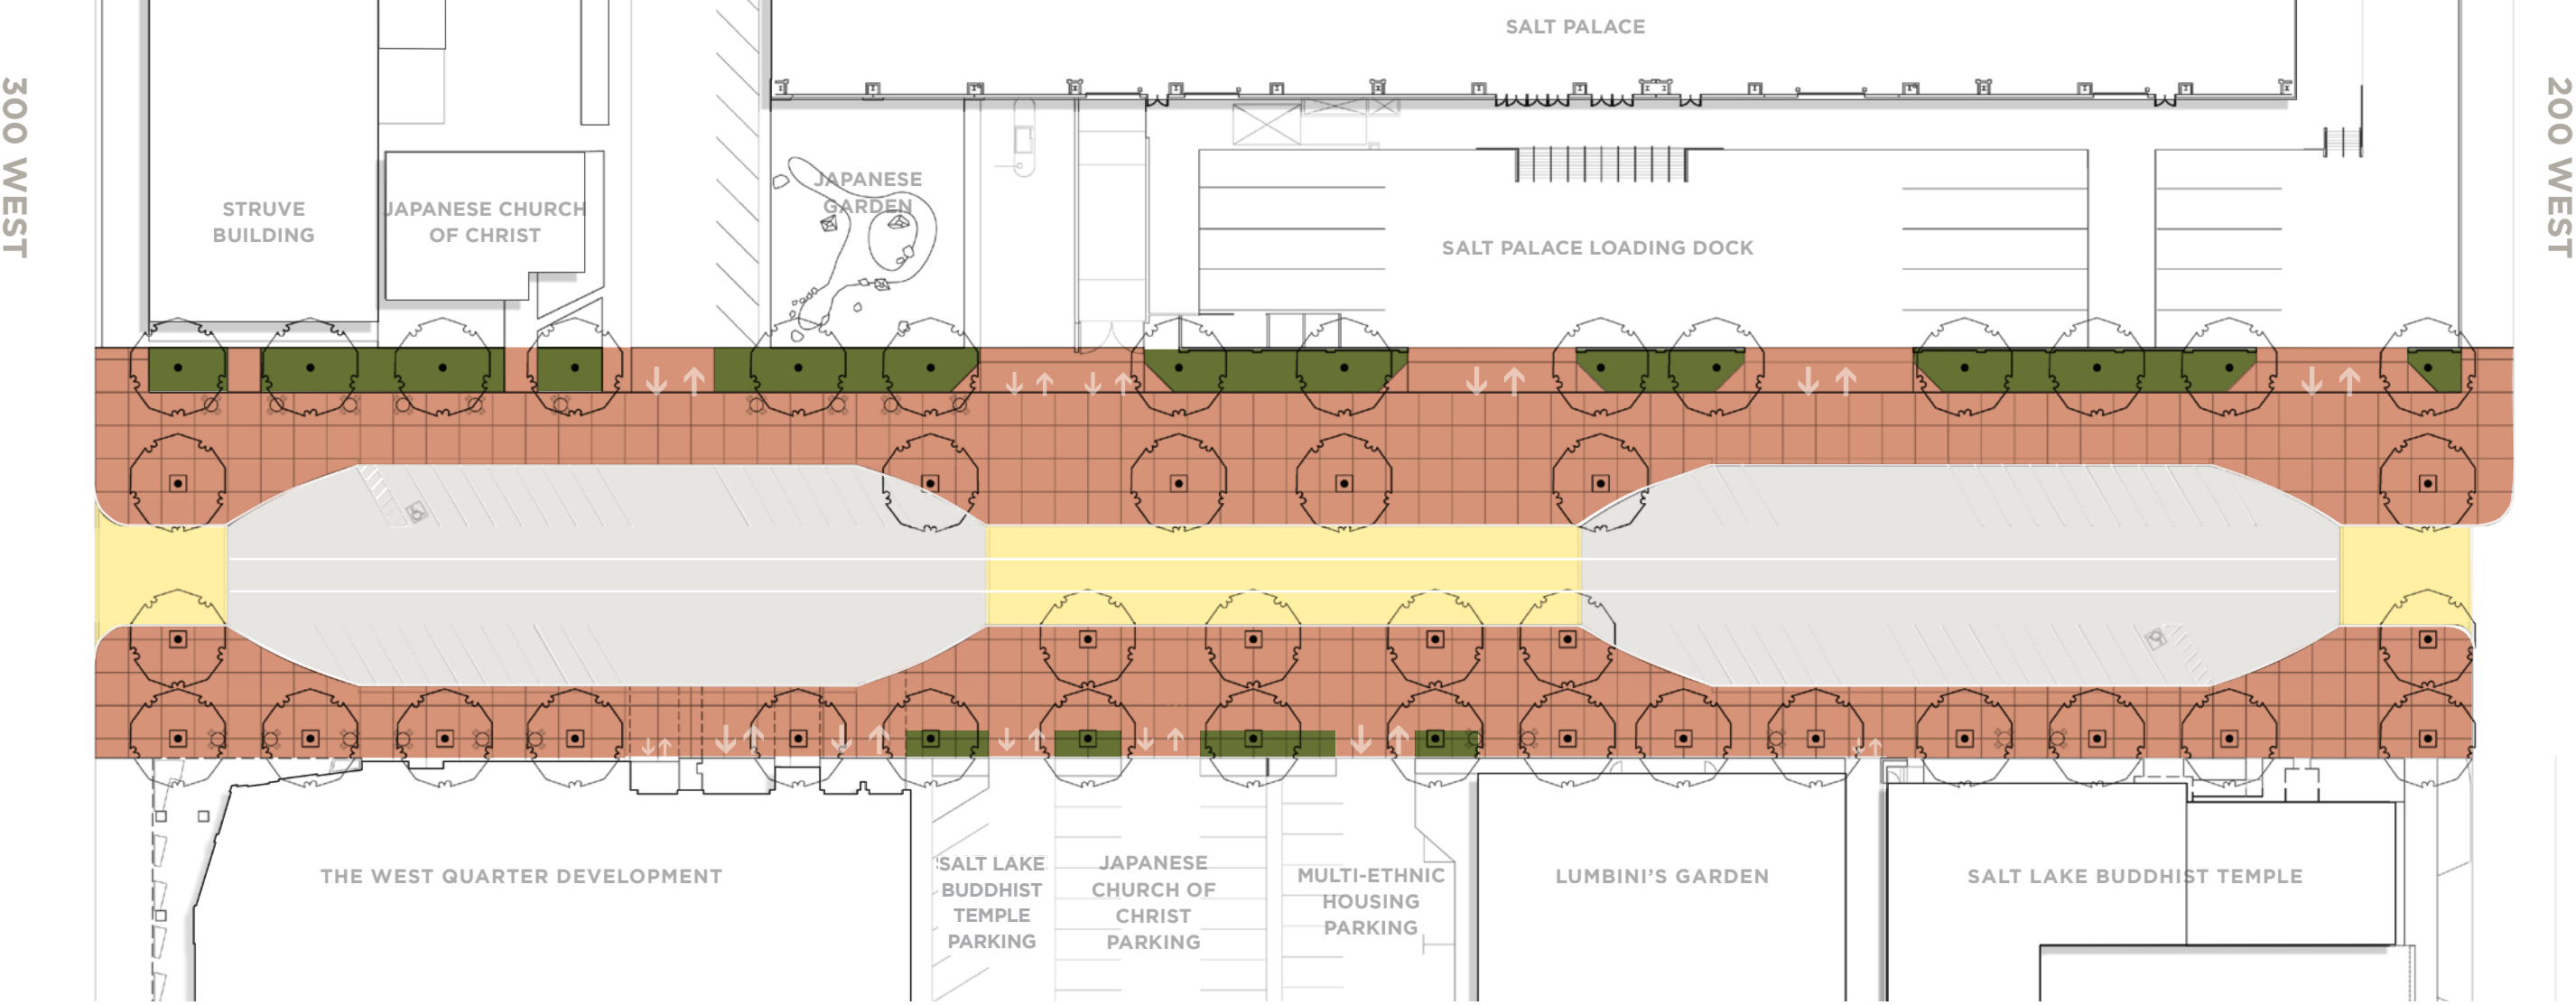 SALT PALACE
300 WEST
200 WEST
STRUVE
BUILDING
JAPANESE CHURCH
OF CHRIST
JAPANESE
GARDEN
SALT PALACE LOADING DOCK
THE WEST QUARTER DEVELOPMENT
SALT LAKE
BUDDHIST
TEMPLE
PARKING
JAPANESE
CHURCH OF
CHRIST
PARKING
MULTI-ETHNIC
HOUSING
PARKING
LUMBINI'S GARDEN
SALT LAKE BUDDHIST TEMPLE